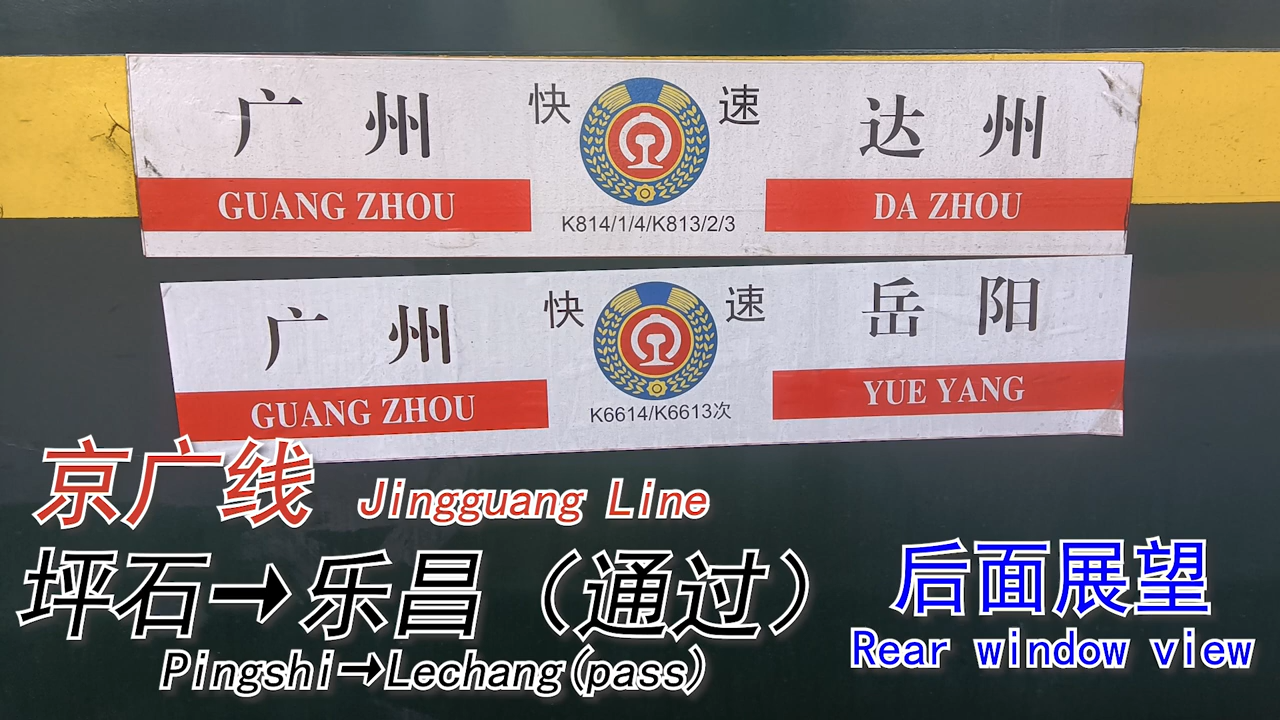 广州 快速 达州
GUANG ZHOU K814/1/4/K813/2/3 DA ZHOU
广州 快速 岳阳
GUANG ZHOU K6614/K6613次 YUE YANG
京广线 Jingguang Line
坪石→乐昌（通过）
Pingshi→Lechang(pass)
后面展望
Rear window view